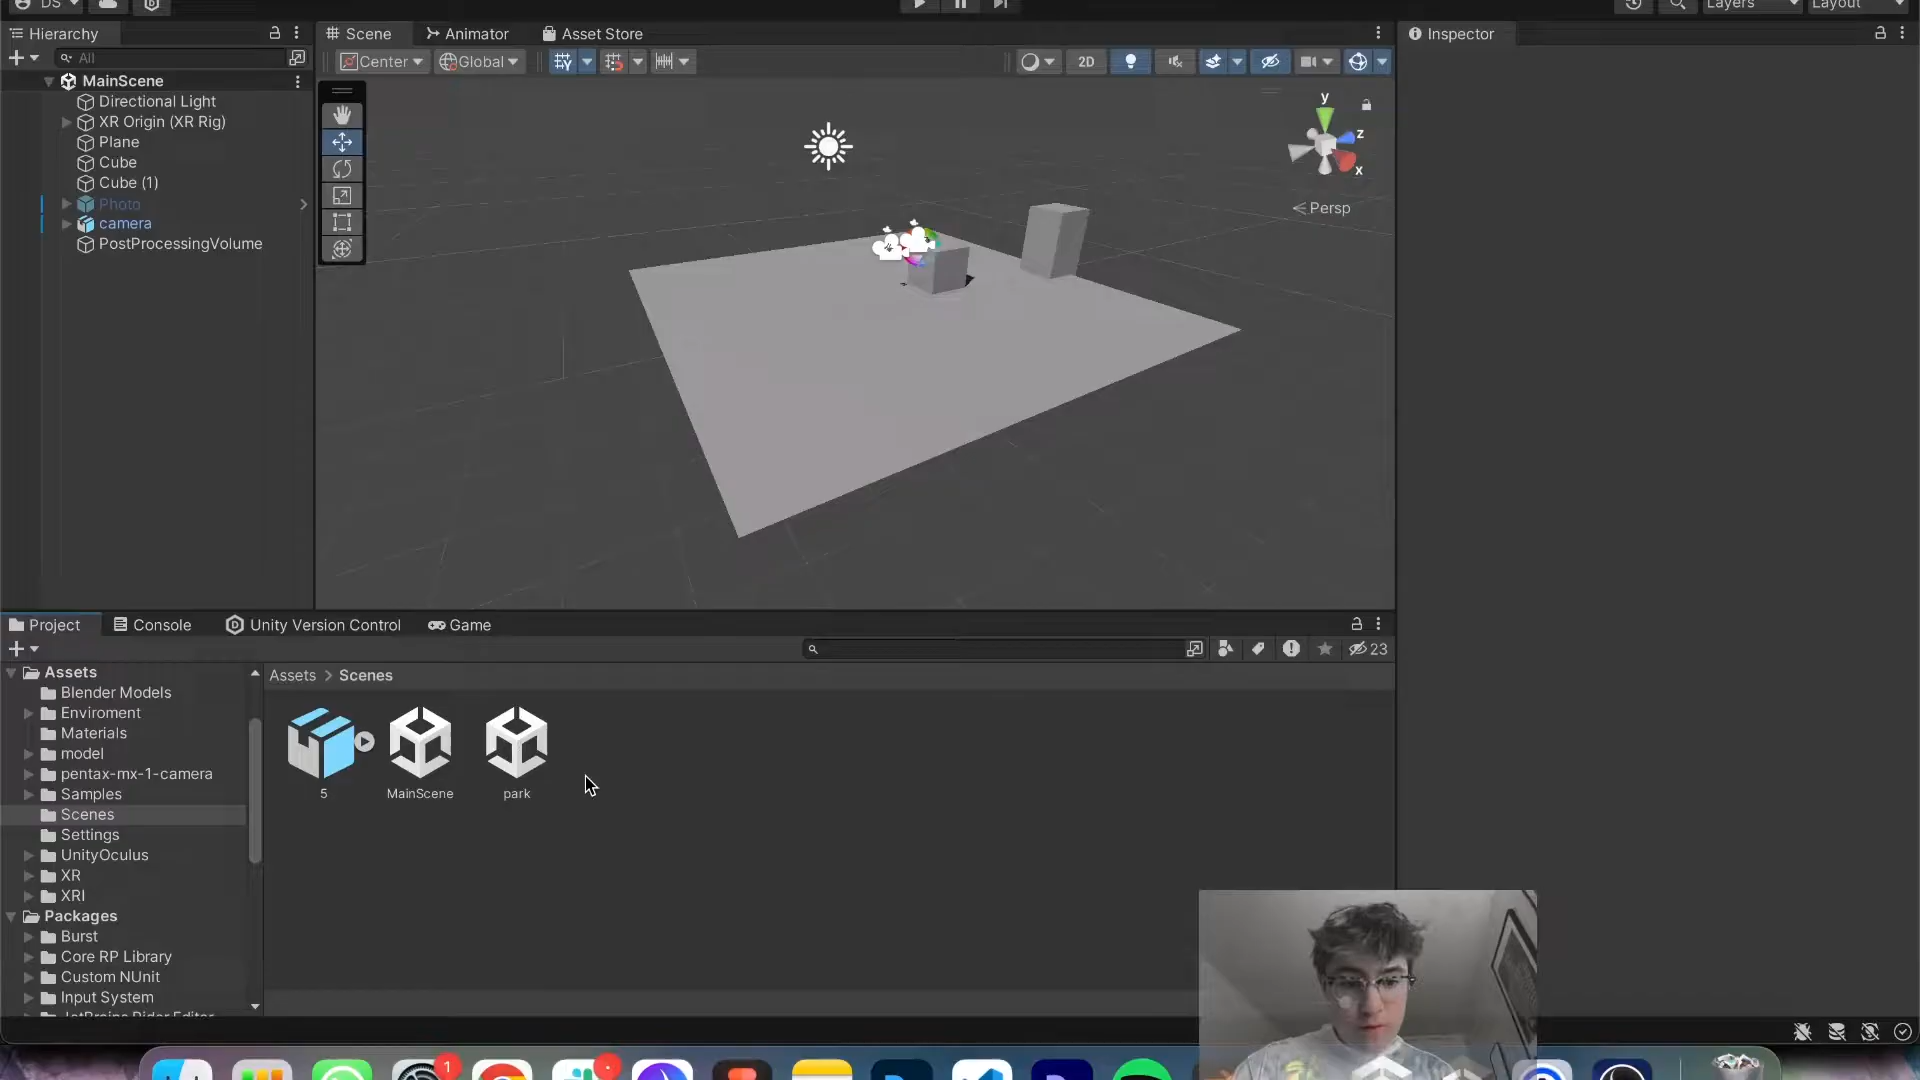 DS
Layers
Layout
Hierarchy
Scene
Animator
Asset Store
Inspector
All
Center
Global
2D
MainScene
Directional Light
XR Origin (XR Rig)
Plane
Cube
Cube (1)
Photo
camera
PostProcessingVolume
y
z
x
Persp
Project
Console
Unity Version Control
Game
23
Assets
Blender Models
Enviroment
Materials
model
pentax-mx-1-camera
Samples
Scenes
Settings
UnityOculus
XR
XRI
Packages
Burst
Core RP Library
Custom NUnit
Input System
JetBrains Rider Editor
Assets > Scenes
5
MainScene
park
1